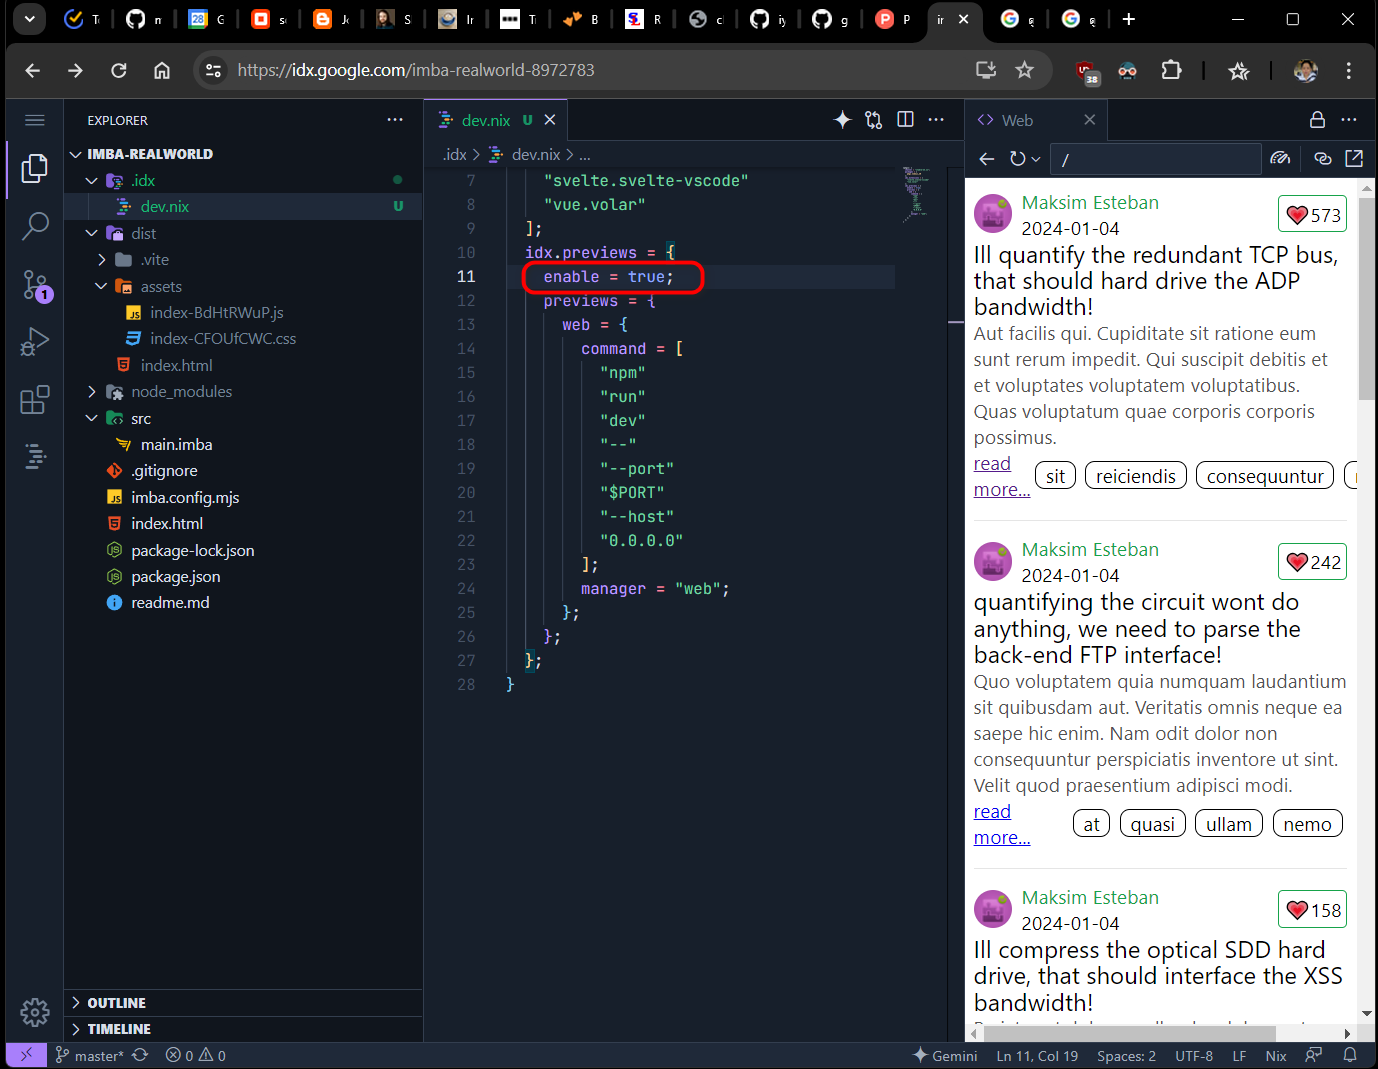 https://idx.google.com/imba-realworld-8972783
38
EXPLORER
IMBA-REALWORLD
.idx
dev.nix U
dist
.vite
assets
index-BdHtRWuP.js
index-CFOUfCWC.css
index.html
node_modules
src
main.imba
.gitignore
imba.config.mjs
index.html
package-lock.json
package.json
readme.md
OUTLINE
TIMELINE
1
dev.nix U
.idx > dev.nix > ...
7 "svelte.svelte-vscode"
8 "vue.volar"
9 ];
10 idx.previews = {
11 enable = true;
12 previews = {
13 web = {
14 command = [
15 "npm"
16 "run"
17 "dev"
18 "--"
19 "--port"
20 "$PORT"
21 "--host"
22 "0.0.0.0"
23 ];
24 manager = "web";
25 };
26 };
27 };
28 }
Web
/
Maksim Esteban
2024-01-04
573
Ill quantify the redundant TCP bus,
that should hard drive the ADP
bandwidth!
Aut facilis qui. Cupiditate sit ratione eum
sunt rerum impedit. Qui suscipit debitis et
et voluptates voluptatem voluptatibus.
Quas voluptatum quae corporis corporis
possimus.
read
more...
sit reiciendis consequuntur
Maksim Esteban
2024-01-04
242
quantifying the circuit wont do
anything, we need to parse the
back-end FTP interface!
Quo voluptatem quia numquam laudantium
sit quibusdam aut. Veritatis omnis neque ea
saepe hic enim. Nam odit dolor non
consequuntur perspiciatis inventore ut sint.
Velit quod praesentium adipisci modi.
read
more...
at quasi ullam nemo
Maksim Esteban
2024-01-04
158
Ill compress the optical SDD hard
drive, that should interface the XSS
bandwidth!
master* 0 0
Gemini Ln 11, Col 19 Spaces: 2 UTF-8 LF Nix